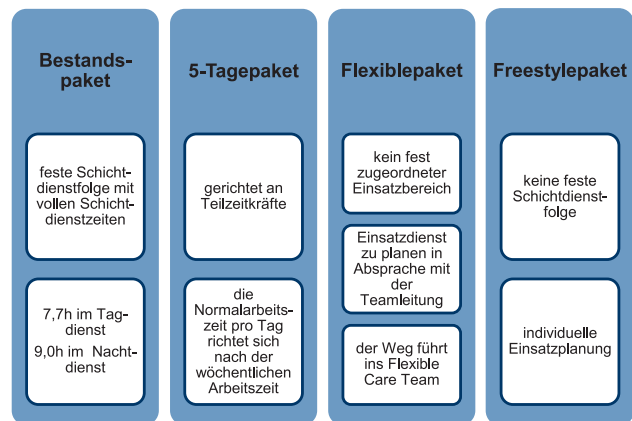 Bestands-
paket
feste Schicht-
dienstfolge mit
vollen Schicht-
dienstzeiten
7,7h im Tag-
dienst
9,0h im Nacht-
dienst
5-Tagepaket
gerichtet an
Teilzeitkräfte
die
Normalarbeits-
zeit pro Tag
richtet sich
nach der
wöchentlichen
Arbeitszeit
Flexiblepaket
kein fest
zugeordneter
Einsatzbereich
Einsatzdienst
zu planen in
Absprache mit
der
Teamleitung
der Weg führt
ins Flexible
Care Team
Freestylepaket
keine feste
Schichtdienst-
folge
individuelle
Einsatzplanung